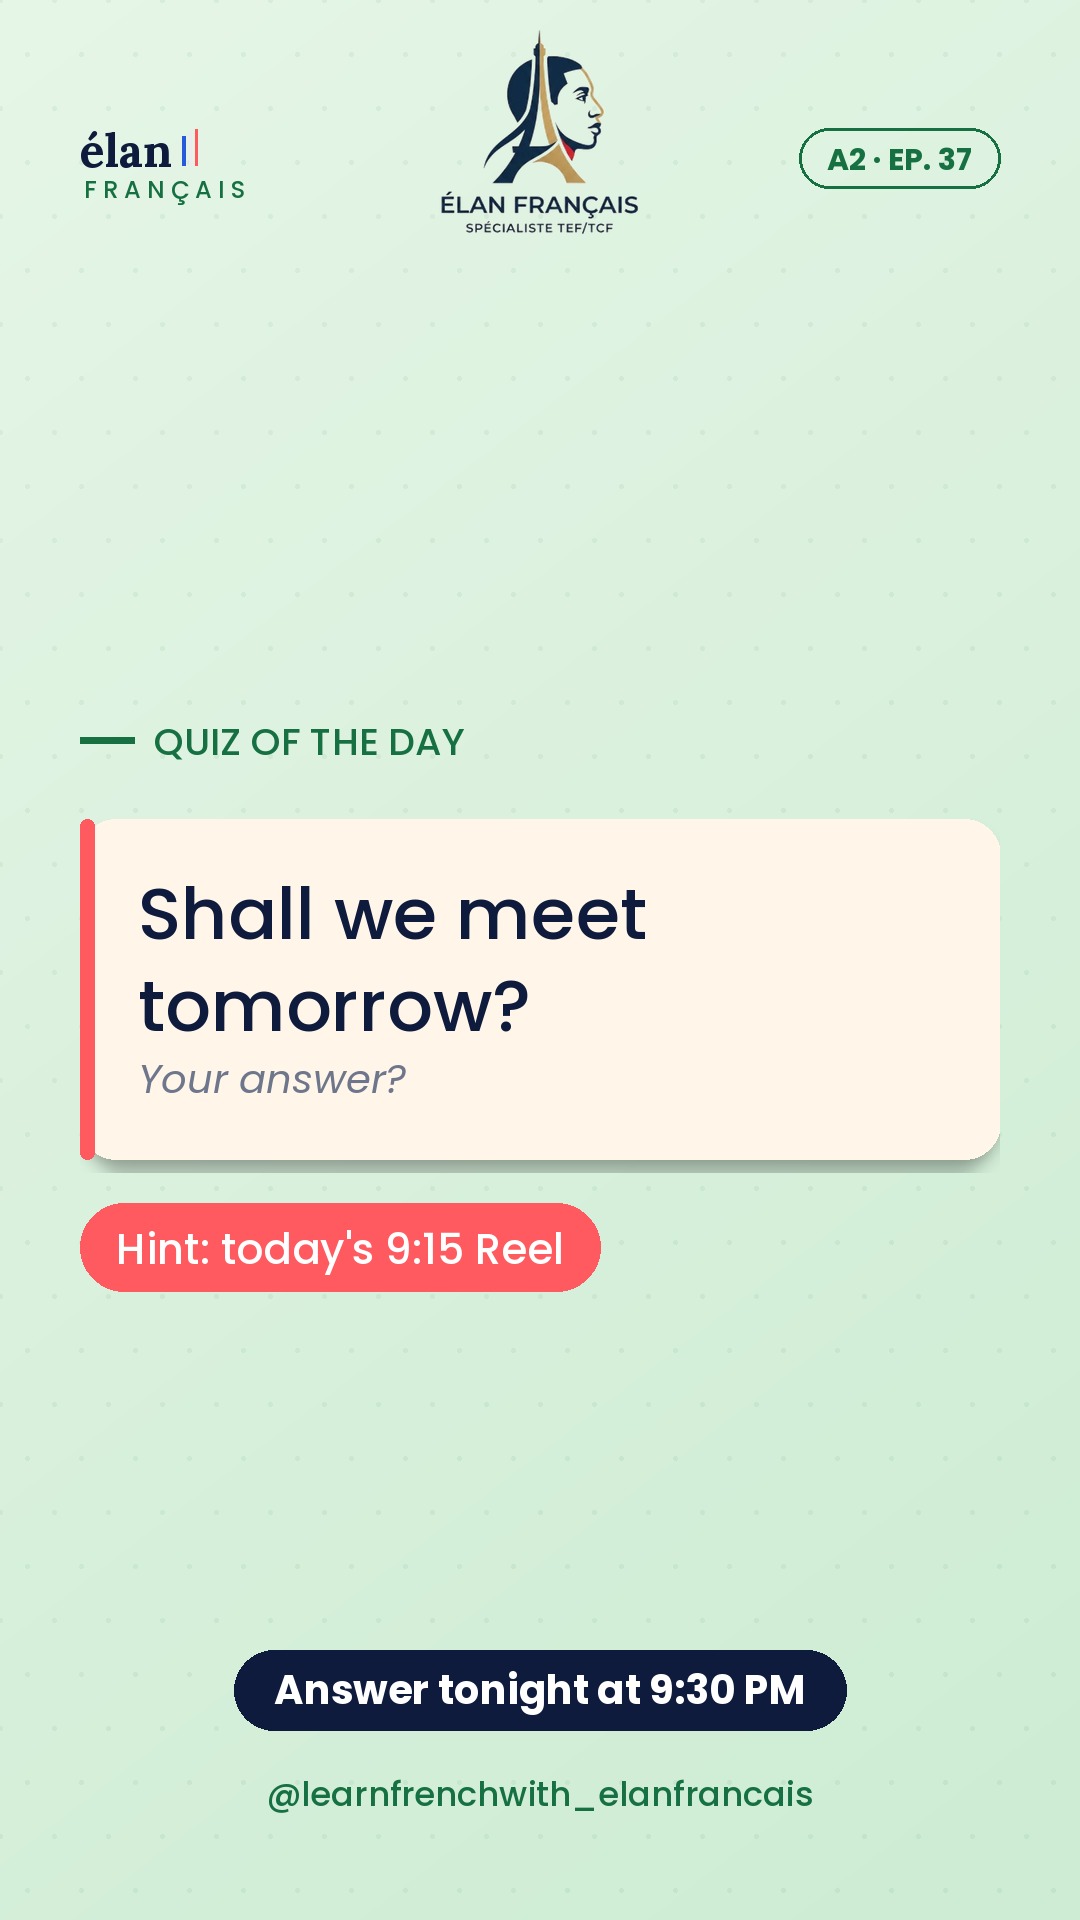 élan
FRANÇAIS
ÉLAN FRANÇAIS
SPÉCIALISTE TEF/TCF
A2 · EP. 37
QUIZ OF THE DAY
Shall we meet
tomorrow?
Your answer?
Hint: today's 9:15 Reel
Answer tonight at 9:30 PM
@learnfrenchwith_elanfrancais